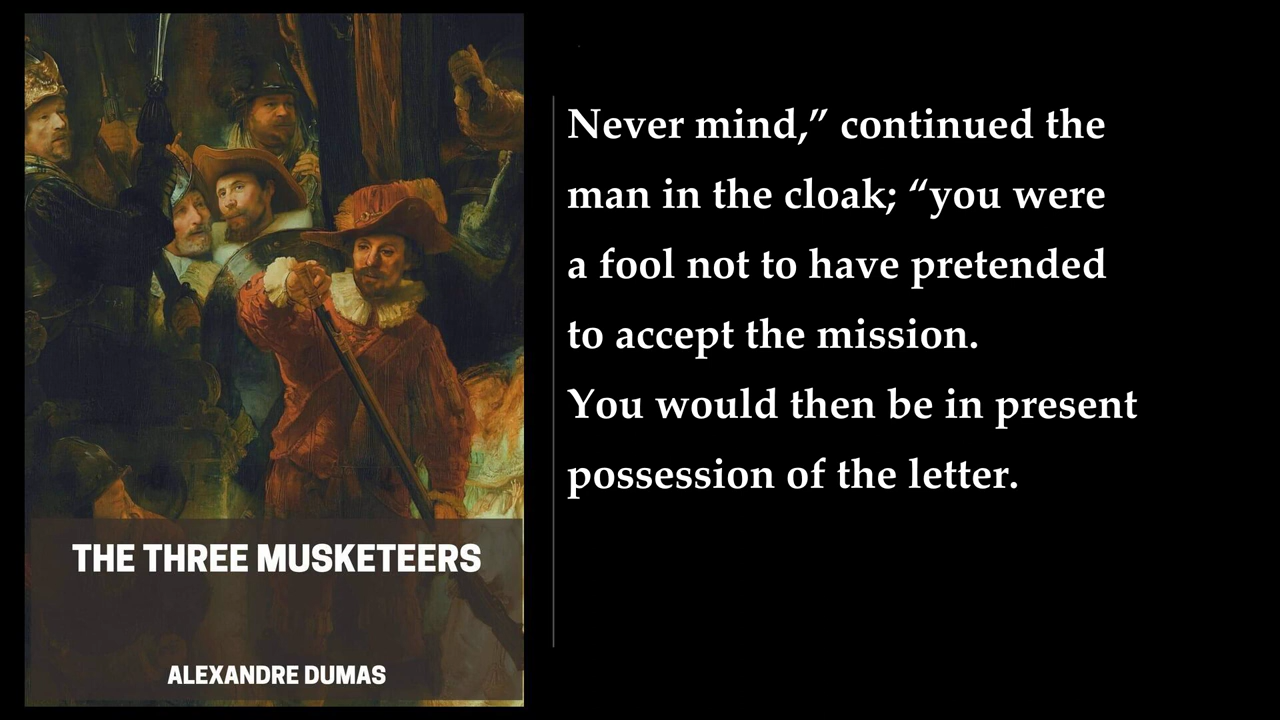 THE THREE MUSKETEERS
ALEXANDRE DUMAS
Never mind,” continued the
man in the cloak; “you were
a fool not to have pretended
to accept the mission.
You would then be in present
possession of the letter.